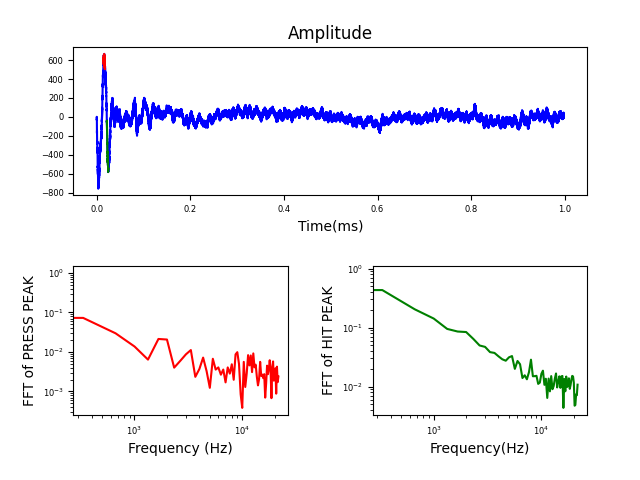 Amplitude
600
400
200
0
−200
−400
−600
−800
0.0 0.2 0.4 0.6 0.8 1.0
Time(ms)
FFT of PRESS PEAK
10⁰
10⁻¹
10⁻²
10⁻³
10³ 10⁴
Frequency (Hz)
FFT of HIT PEAK
10⁰
10⁻¹
10⁻²
10³ 10⁴
Frequency(Hz)